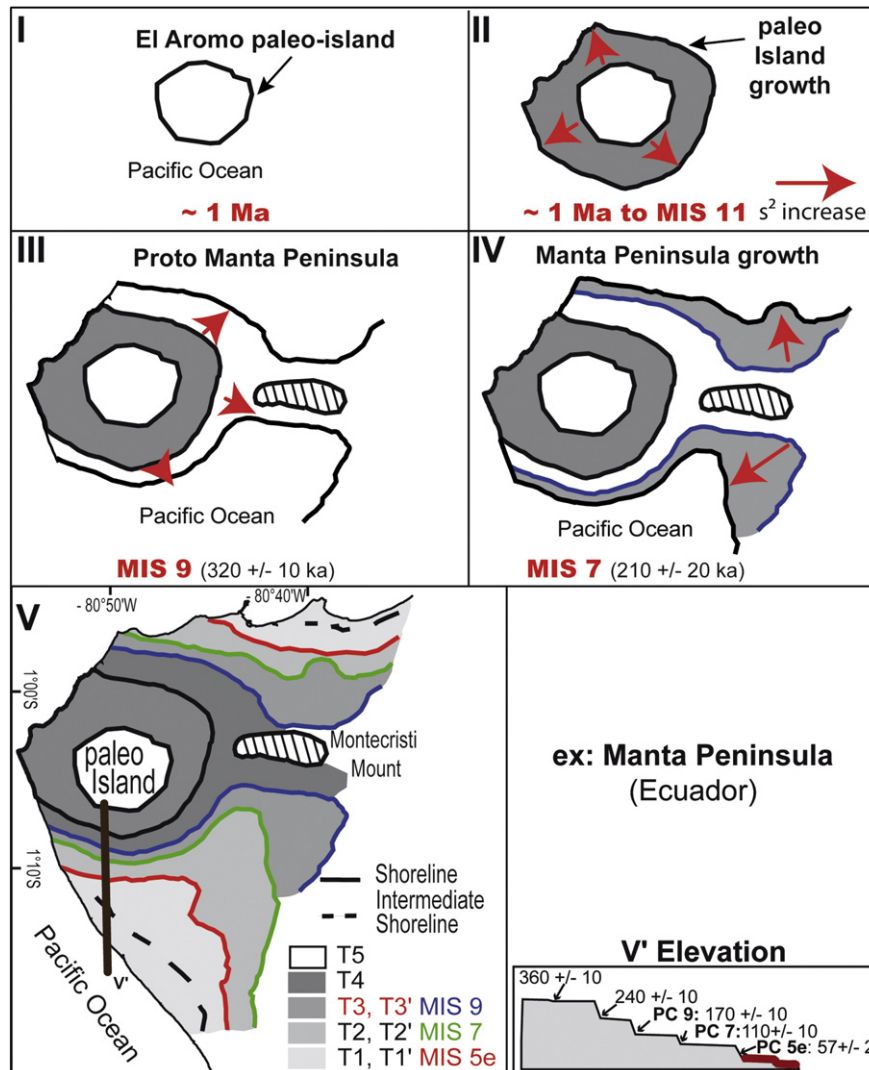 I
El Aromo paleo-island
Pacific Ocean
~ 1 Ma
II
paleo
Island
growth
~ 1 Ma to MIS 11
s² increase
III
Proto Manta Peninsula
Pacific Ocean
MIS 9 (320 +/- 10 ka)
IV
Manta Peninsula growth
Pacific Ocean
MIS 7 (210 +/- 20 ka)
V
- 80°50'W
- 80°40'W
1°00'S
1°10'S
paleo
Island
Montecristi
Mount
V'
Pacific Ocean
Shoreline
Intermediate
Shoreline
T5
T4
T3, T3' MIS 9
T2, T2' MIS 7
T1, T1' MIS 5e
ex: Manta Peninsula
(Ecuador)
V' Elevation
360 +/- 10
240 +/- 10
PC 9: 170 +/- 10
PC 7:110+/- 10
PC 5e: 57+/- 2